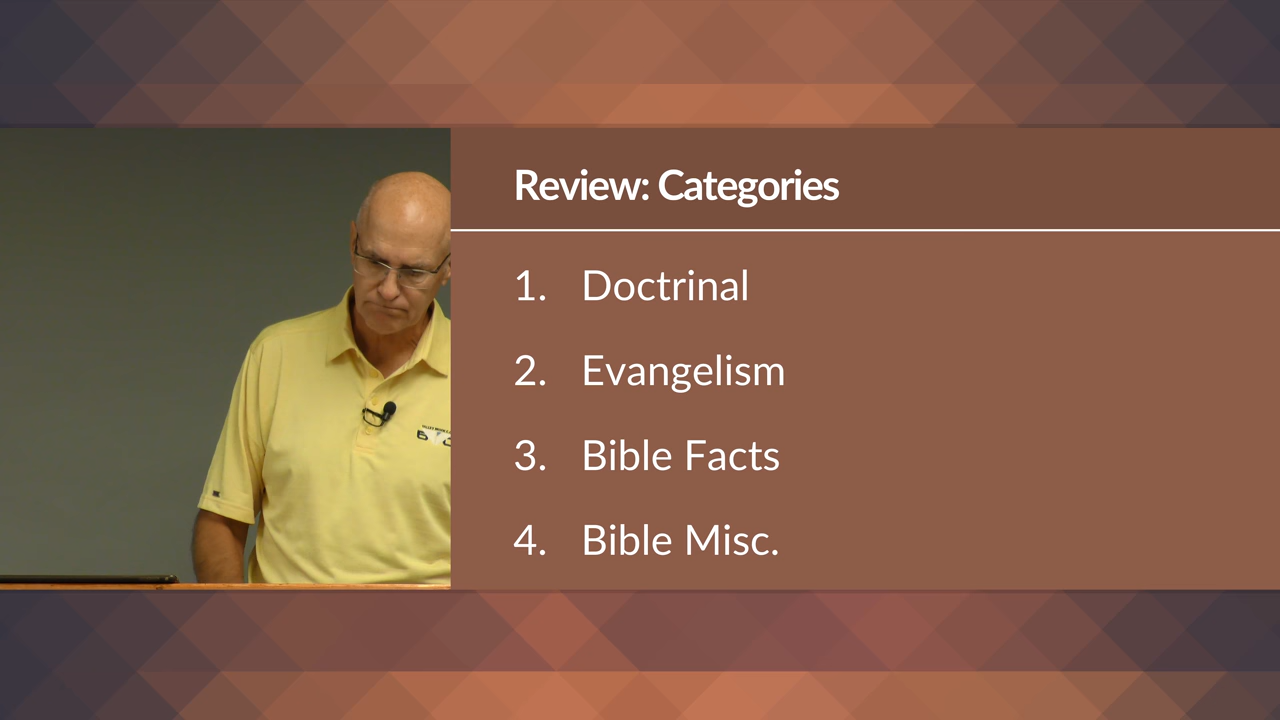 Review: Categories
1. Doctrinal
2. Evangelism
3. Bible Facts
4. Bible Misc.